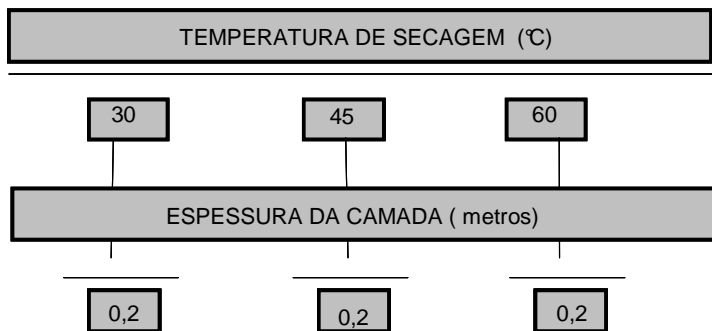 TEMPERATURA DE SECAGEM (°C)
30 45 60
ESPESSURA DA CAMADA ( metros)
0,2 0,2 0,2